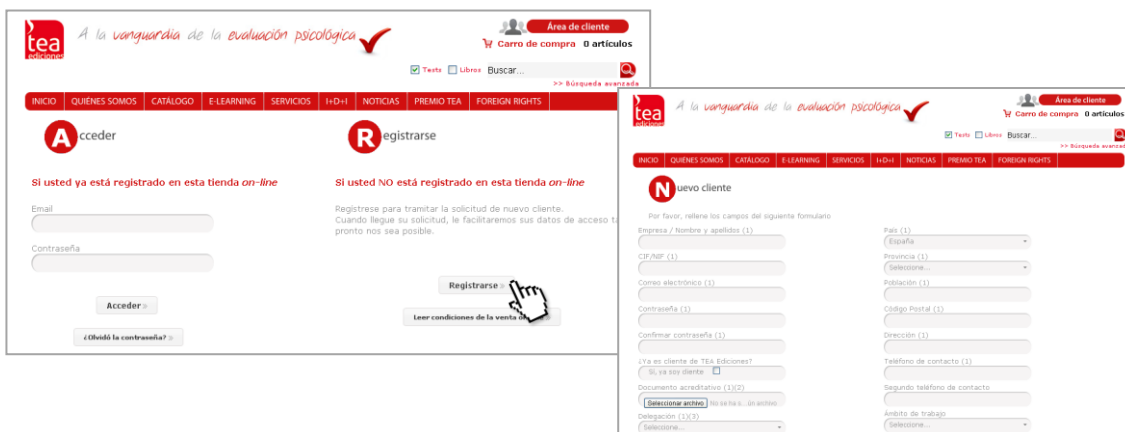 tea
ediciones
A la vanguardia de la evaluación psicológica
Área de cliente
Carro de compra 0 artículos
Tests Libros Buscar...
>> Búsqueda avanzada
INICIO QUIÉNES SOMOS CATÁLOGO E-LEARNING SERVICIOS I+D+I NOTICIAS PREMIO TEA FOREIGN RIGHTS
Acceder
Si usted ya está registrado en esta tienda on-line
Email
Contraseña
Acceder »
¿Olvidó la contraseña? »
Registrarse
Si usted NO está registrado en esta tienda on-line
Regístrese para tramitar la solicitud de nuevo cliente.
Cuando llegue su solicitud, le facilitaremos sus datos de acceso ta
pronto nos sea posible.
Registrarse »
Leer condiciones de la venta
tea
ediciones
A la vanguardia de la evaluación psicológica
Área de cliente
Carro de compra 0 artículos
Tests Libros Buscar...
>> Búsqueda avanzad
INICIO QUIÉNES SOMOS CATÁLOGO E-LEARNING SERVICIOS I+D+I NOTICIAS PREMIO TEA FOREIGN RIGHTS
Nuevo cliente
Por favor, rellene los campos del siguiente formulario
Empresa / Nombre y apellidos (1)
CIF/NIF (1)
Correo electrónico (1)
Contraseña (1)
Confirmar contraseña (1)
¿Ya es cliente de TEA Ediciones?
Sí, ya soy cliente
Documento acreditativo (1)(2)
Seleccionar archivo No se ha s...ún archivo
Delegación (1)(3)
Seleccione...
País (1)
España
Provincia (1)
Seleccione...
Población (1)
Código Postal (1)
Dirección (1)
Teléfono de contacto (1)
Segundo teléfono de contacto
Ámbito de trabajo
Seleccione...